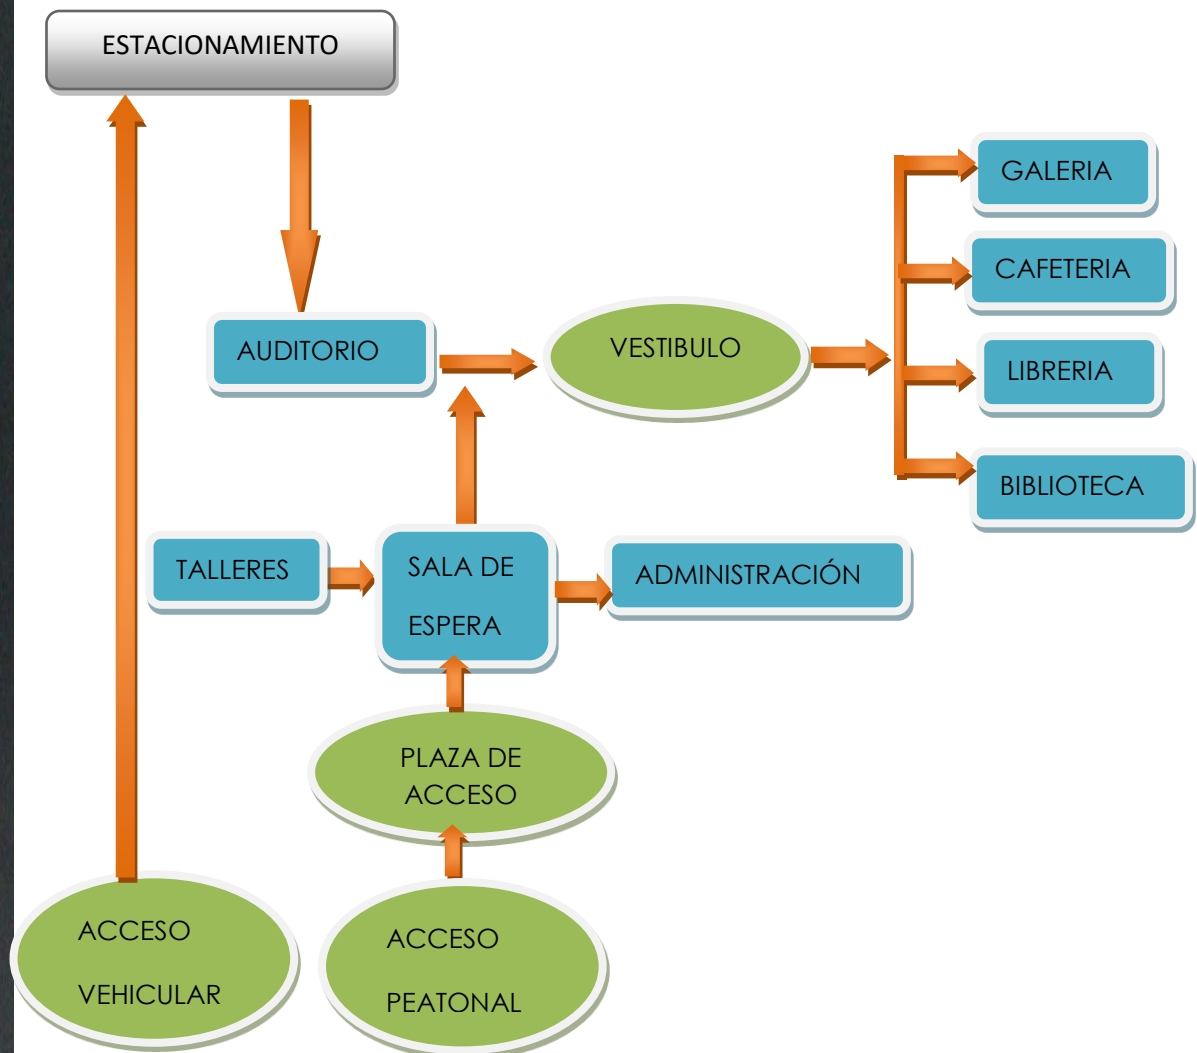 ESTACIONAMIENTO
GALERIA
CAFETERIA
AUDITORIO
VESTIBULO
LIBRERIA
BIBLIOTECA
TALLERES
SALA DE
ESPERA
ADMINISTRACIÓN
PLAZA DE
ACCESO
ACCESO
VEHICULAR
ACCESO
PEATONAL